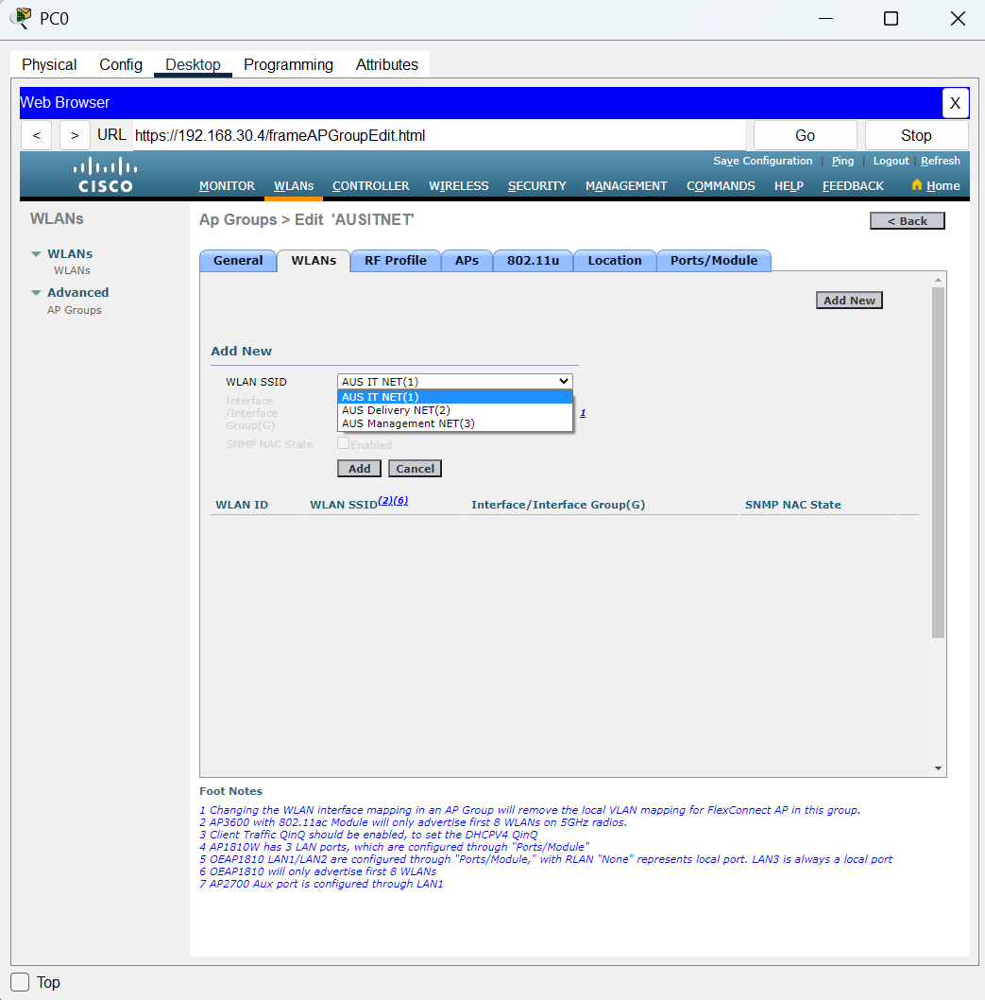 PC0
Physical Config Desktop Programming Attributes
Web Browser X
< > URL https://192.168.30.4/frameAPGroupEdit.html Go Stop
Save Configuration | Ping | Logout | Refresh
CISCO MONITOR WLANs CONTROLLER WIRELESS SECURITY MANAGEMENT COMMANDS HELP FEEDBACK Home
WLANs
WLANs
WLANs
Advanced
AP Groups
Ap Groups > Edit 'AUSITNET' < Back
General WLANs RF Profile APs 802.11u Location Ports/Module
Add New
Add New
WLAN SSID AUS IT NET(1)
AUS IT NET(1)
AUS Delivery NET(2)
AUS Management NET(3)
Interface
/Interface 1
Group(G)
SNMP NAC State Enabled
Add Cancel
WLAN ID WLAN SSID(2)(6) Interface/Interface Group(G) SNMP NAC State
Foot Notes
1 Changing the WLAN interface mapping in an AP Group will remove the local VLAN mapping for FlexConnect AP in this group.
2 AP3600 with 802.11ac Module will only advertise first 8 WLANs on 5GHz radios.
3 Client Traffic QinQ should be enabled, to set the DHCPV4 QinQ
4 AP1810W has 3 LAN ports, which are configured through "Ports/Module"
5 OEAP1810 LAN1/LAN2 are configured through "Ports/Module," with RLAN "None" represents local port. LAN3 is always a local port
6 OEAP1810 will only advertise first 8 WLANs
7 AP2700 Aux port is configured through LAN1
Top